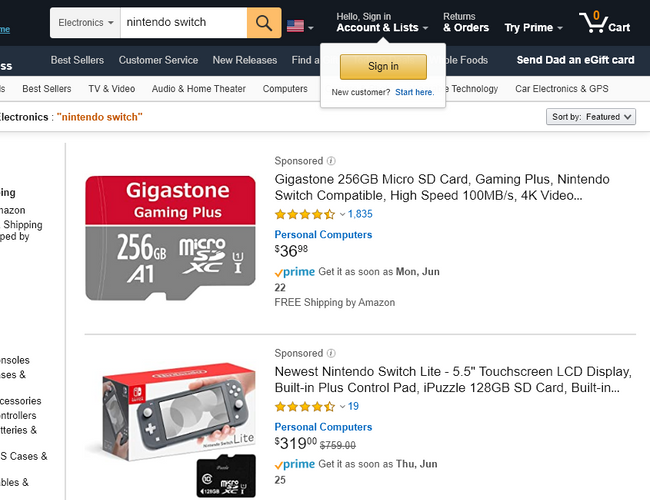 Electronics
nintendo switch
Hello, Sign in
Account & Lists
Returns
& Orders
Try Prime
0
Cart
Best Sellers
Customer Service
New Releases
Find a
Foods
Send Dad an eGift card
Sign in
New customer? Start here.
Best Sellers
TV & Video
Audio & Home Theater
Computers
Technology
Car Electronics & GPS
lectronics : "nintendo switch"
Sort by: Featured
Sponsored
Gigastone 256GB Micro SD Card, Gaming Plus, Nintendo
Switch Compatible, High Speed 100MB/s, 4K Video...
1,835
Personal Computers
$36 98
prime Get it as soon as Mon, Jun
22
FREE Shipping by Amazon
Gigastone
Gaming Plus
256GB
A1
micro
SD
XC I
U1
ing
mazon
Shipping
ped by
Sponsored
Newest Nintendo Switch Lite - 5.5" Touchscreen LCD Display,
Built-in Plus Control Pad, iPuzzle 128GB SD Card, Built-in...
19
Personal Computers
$319 00 $759.00
prime Get it as soon as Thu, Jun
25
Lite
128GB
nsoles
ses &
cessories
ntrollers
tteries &
S Cases &
bles &